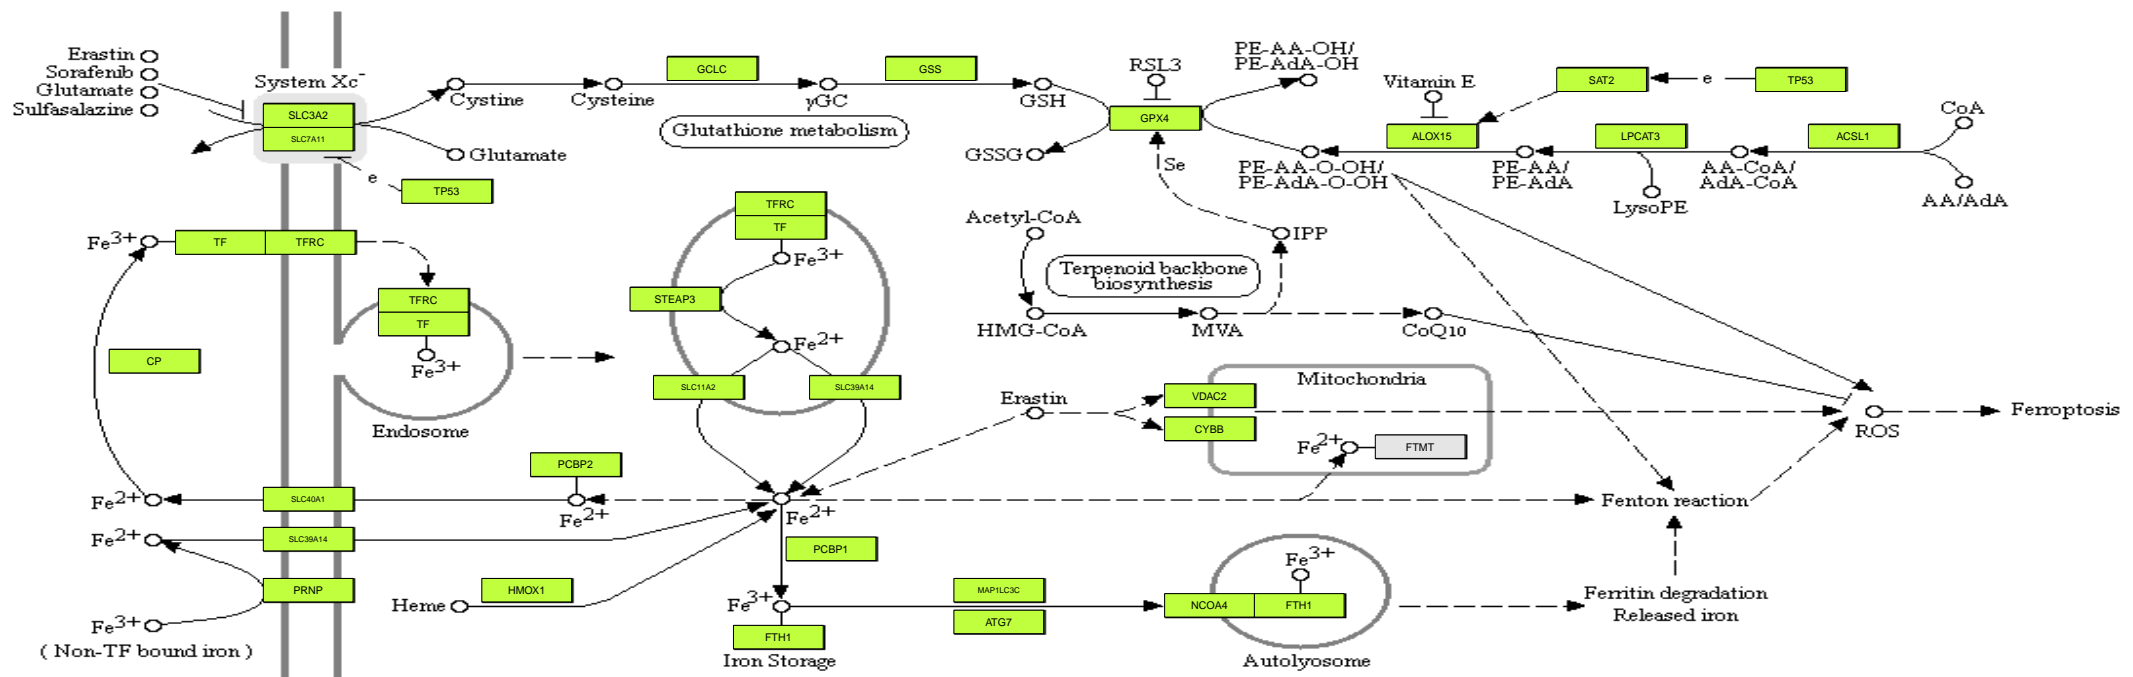 Erastin
Sorafenib
Glutamate
Sulfasalazine
System Xc-
SLC3A2
SLC7A11
e
TP53
Cystine
Glutamate
Cysteine
GCLC
γGC
GSS
GSH
GSSG
Glutathione metabolism
RSL3
GPX4
Se
PE-AA-OH/
PE-AdA-OH
PE-AA-O-OH/
PE-AdA-O-OH
Vitamin E
ALOX15
SAT2
e
TP53
PE-AA/
PE-AdA
LPCAT3
LysoPE
AA-CoA/
AdA-CoA
ACSL1
CoA
AA/AdA
Fe3+
TF
TFRC
TFRC
TF
Fe3+
Endosome
CP
TFRC
TF
Fe3+
STEAP3
Fe2+
SLC11A2
SLC39A14
Acetyl-CoA
HMG-CoA
Terpenoid backbone
biosynthesis
MVA
IPP
CoQ10
Erastin
VDAC2
CYBB
Mitochondria
Fe2+
FTMT
ROS
Ferroptosis
Fe2+
SLC40A1
PCBP2
Fe2+
Fe2+
Fenton reaction
Fe2+
SLC39A14
PRNP
Fe3+
( Non-TF bound iron )
Heme
HMOX1
PCBP1
Fe3+
FTH1
Iron Storage
MAP1LC3C
ATG7
NCOA4
FTH1
Fe3+
Autolyosome
Ferritin degradation
Released iron